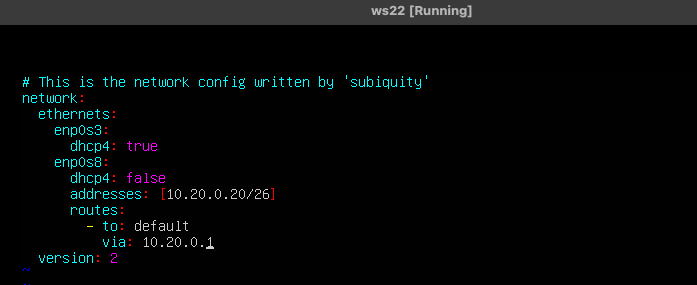 ws22 [Running]
# This is the network config written by 'subiquity'
network:
  ethernets:
    enp0s3:
      dhcp4: true
    enp0s8:
      dhcp4: false
      addresses: [10.20.0.20/26]
      routes:
        - to: default
          via: 10.20.0.1
  version: 2
~